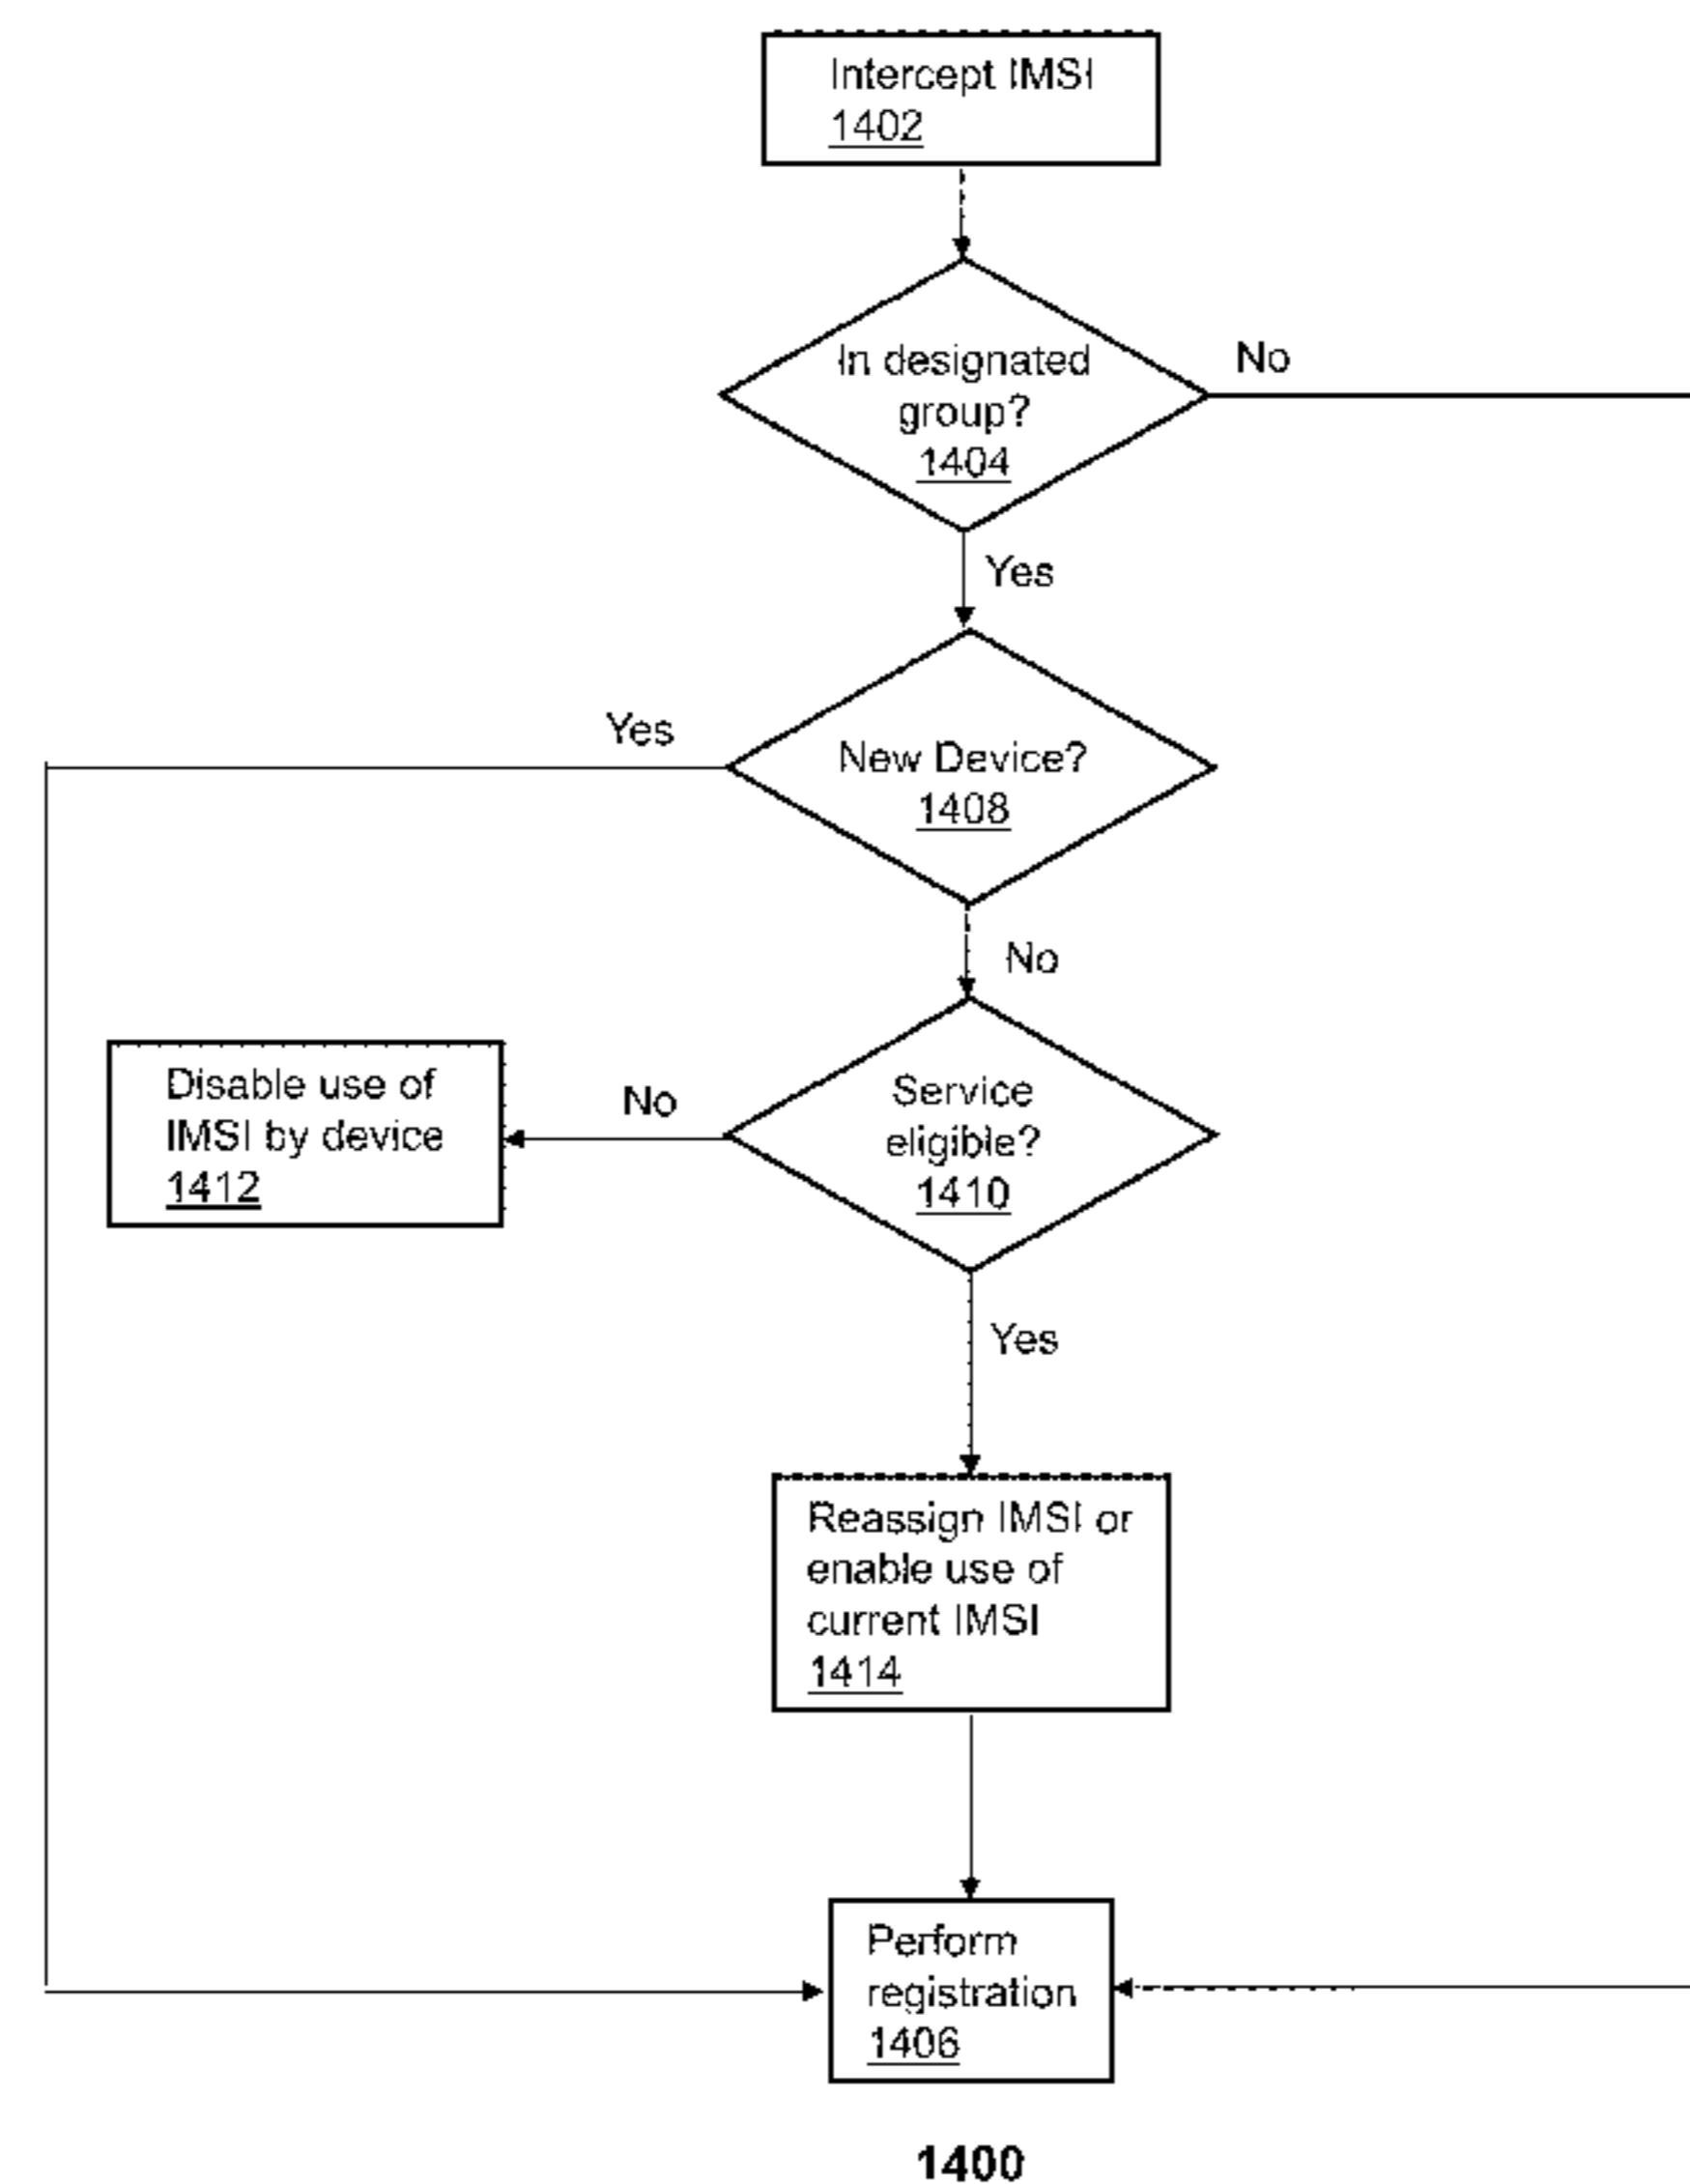 Intercept IMSI
1402
In designated
group?
1404
No
Yes
New Device?
1408
Yes
No
Service
eligible?
1410
No
Disable use of
IMSI by device
1412
Yes
Reassign IMSI or
enable use of
current IMSI
1414
Perform
registration
1406
1400